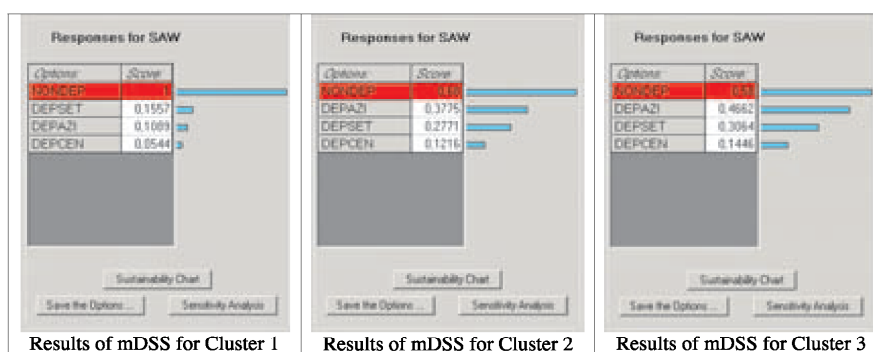 Responses for SAW
Options Score
NONDEP 1
DEPSET 0,1557
DEPAZI 0,1089
DEPCEN 0,0544
Sustainability Chart
Save the Options ... Sensitivity Analysis
Results of mDSS for Cluster 1
Responses for SAW
Options Score
NONDEP
DEPAZI 0,3775
DEPSET 0,2771
DEPCEN 0,1216
Sustainability Chart
Save the Options ... Sensitivity Analysis
Results of mDSS for Cluster 2
Responses for SAW
Options Score
NONDEP
DEPAZI 0,4662
DEPSET 0,3064
DEPCEN 0,1446
Sustainability Chart
Save the Options ... Sensitivity Analysis
Results of mDSS for Cluster 3